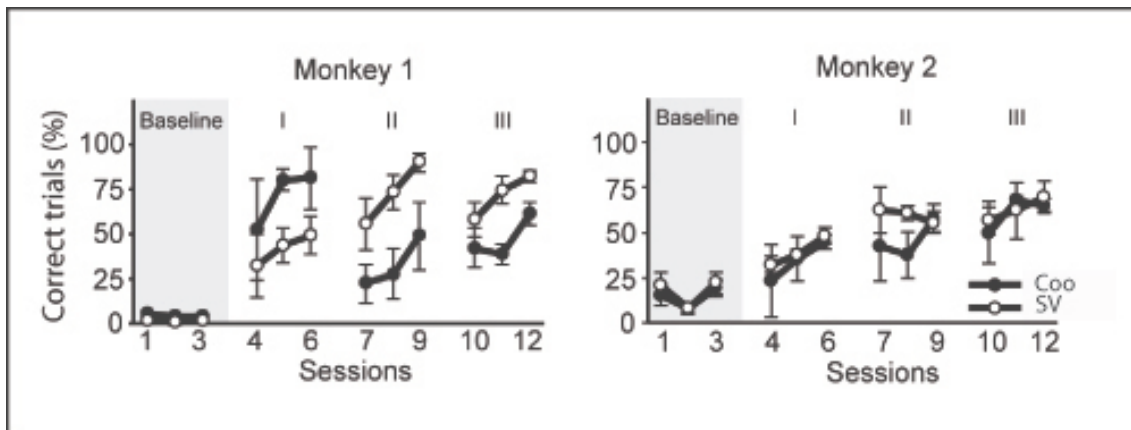 Monkey 1
Correct trials (%)
Baseline I II III
100
75
50
25
0
1 3 4 6 7 9 10 12
Sessions
Monkey 2
Baseline I II III
100
75
50
25
0
Coo
SV
1 3 4 6 7 9 10 12
Sessions